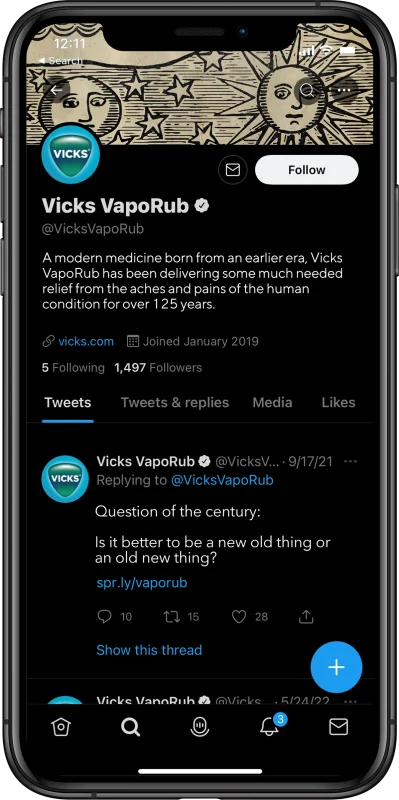 12:11
Search
VICKS
Follow
Vicks VapoRub
@VicksVapoRub
A modern medicine born from an earlier era, Vicks
VapoRub has been delivering some much needed
relief from the aches and pains of the human
condition for over 125 years.
vicks.com Joined January 2019
5 Following 1,497 Followers
Tweets Tweets & replies Media Likes
VICKS
Vicks VapoRub @VicksV... · 9/17/21
Replying to @VicksVapoRub
Question of the century:
Is it better to be a new old thing or
an old new thing?
spr.ly/vaporub
10 15 28
Show this thread
Vicks VapoRub @Vicks... · 5/24/22
3